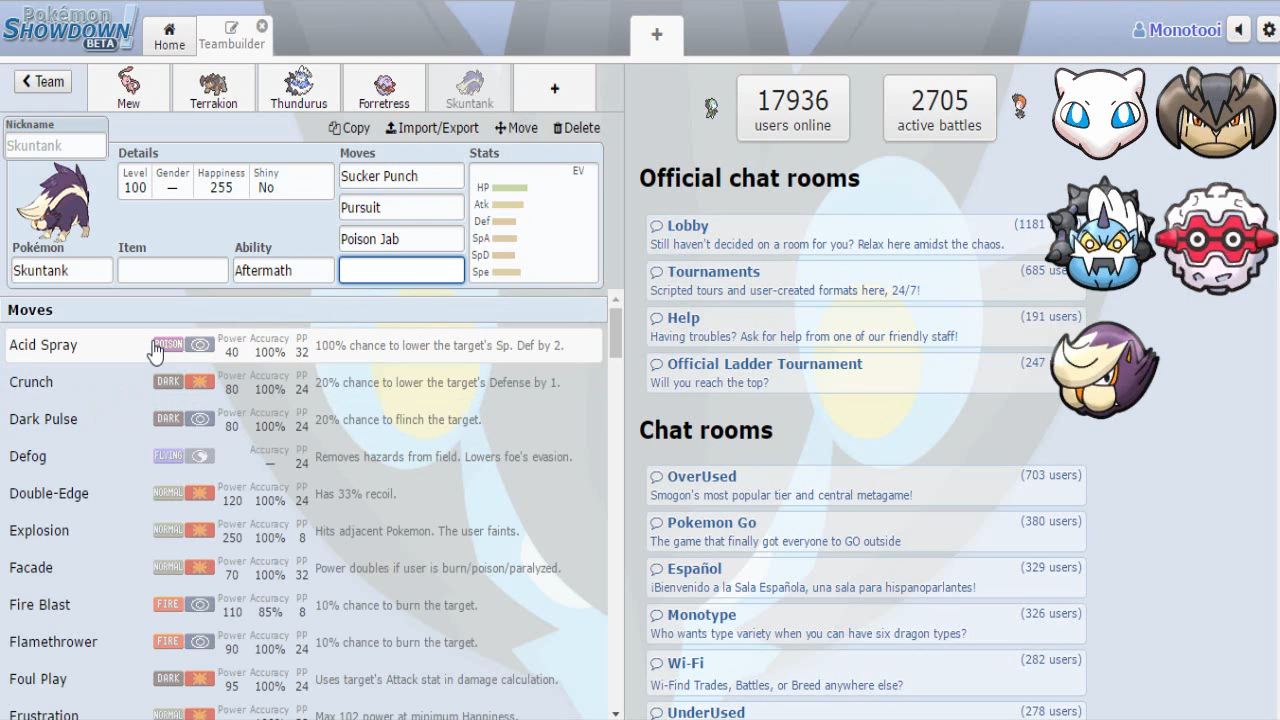 Pokémon
SHOWDOWN!
BETA
Home
Teambuilder
+
Monotooi
Team
Mew
Terrakion
Thundurus
Forretress
Skuntank
+
Copy
Import/Export
Move
Delete
Nickname
Skuntank
Details
Level
100
Gender
—
Happiness
255
Shiny
No
Pokémon
Skuntank
Item
Ability
Aftermath
Moves
Sucker Punch
Pursuit
Poison Jab
Stats
EV
HP
Atk
Def
SpA
SpD
Spe
Moves
Acid Spray POISON Power 40 Accuracy 100% PP 32 100% chance to lower the target's Sp. Def by 2.
Crunch DARK Power 80 Accuracy 100% PP 24 20% chance to lower the target's Defense by 1.
Dark Pulse DARK Power 80 Accuracy 100% PP 24 20% chance to flinch the target.
Defog FLYING Accuracy — PP 24 Removes hazards from field. Lowers foe's evasion.
Double-Edge NORMAL Power 120 Accuracy 100% PP 24 Has 33% recoil.
Explosion NORMAL Power 250 Accuracy 100% PP 8 Hits adjacent Pokemon. The user faints.
Facade NORMAL Power 70 Accuracy 100% PP 32 Power doubles if user is burn/poison/paralyzed.
Fire Blast FIRE Power 110 Accuracy 85% PP 8 10% chance to burn the target.
Flamethrower FIRE Power 90 Accuracy 100% PP 24 10% chance to burn the target.
Foul Play DARK Power 95 Accuracy 100% PP 24 Uses target's Attack stat in damage calculation.
Frustration NORMAL Power Accuracy PP Max 102 power at minimum Happiness.
17936
users online
2705
active battles
Official chat rooms
Lobby (1181
Still haven't decided on a room for you? Relax here amidst the chaos.
Tournaments (685 use
Scripted tours and user-created formats here, 24/7!
Help (191 users)
Having troubles? Ask for help from one of our friendly staff!
Official Ladder Tournament (247
Will you reach the top?
Chat rooms
OverUsed (703 users)
Smogon's most popular tier and central metagame!
Pokemon Go (380 users)
The game that finally got everyone to GO outside
Español (329 users)
¡Bienvenido a la Sala Española, una sala para hispanoparlantes!
Monotype (326 users)
Who wants type variety when you can have six dragon types?
Wi-Fi (282 users)
Wi-Find Trades, Battles, or Breed anywhere else?
UnderUsed (278 users)